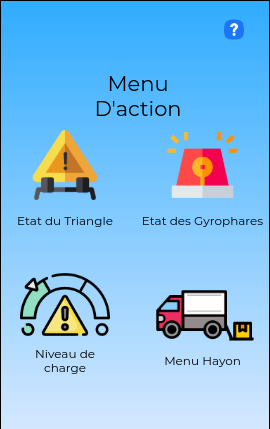 ?
Menu
D'action
Etat du Triangle
Etat des Gyrophares
Niveau de
charge
Menu Hayon